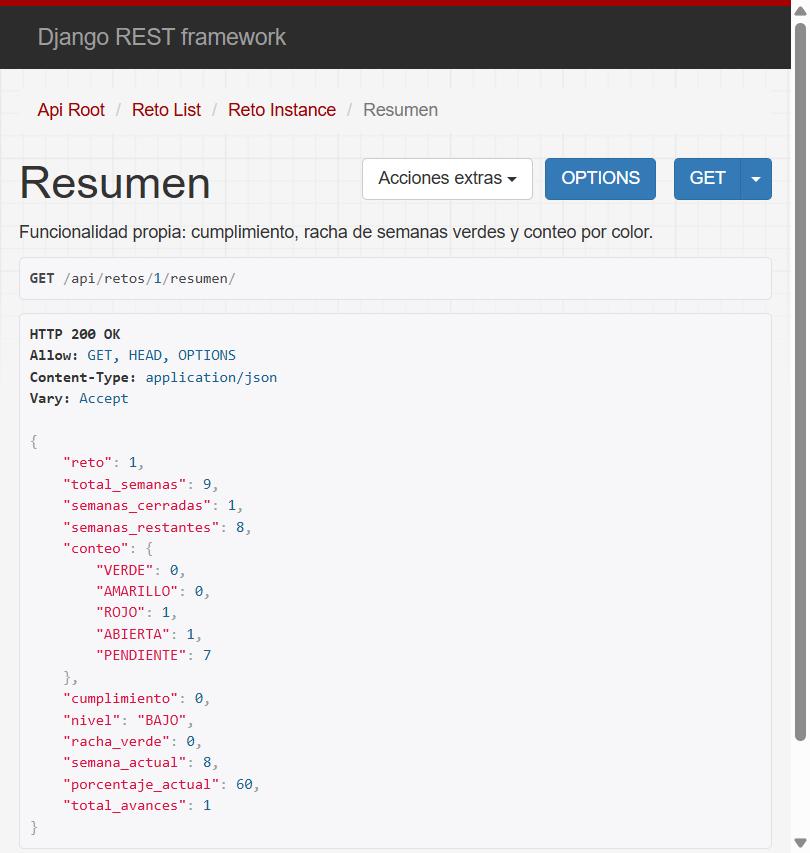 Django REST framework
Api Root / Reto List / Reto Instance / Resumen
Resumen
Acciones extras
OPTIONS
GET
Funcionalidad propia: cumplimiento, racha de semanas verdes y conteo por color.
GET /api/retos/1/resumen/
HTTP 200 OK
Allow: GET, HEAD, OPTIONS
Content-Type: application/json
Vary: Accept
{
    "reto": 1,
    "total_semanas": 9,
    "semanas_cerradas": 1,
    "semanas_restantes": 8,
    "conteo": {
        "VERDE": 0,
        "AMARILLO": 0,
        "ROJO": 1,
        "ABIERTA": 1,
        "PENDIENTE": 7
    },
    "cumplimiento": 0,
    "nivel": "BAJO",
    "racha_verde": 0,
    "semana_actual": 8,
    "porcentaje_actual": 60,
    "total_avances": 1
}